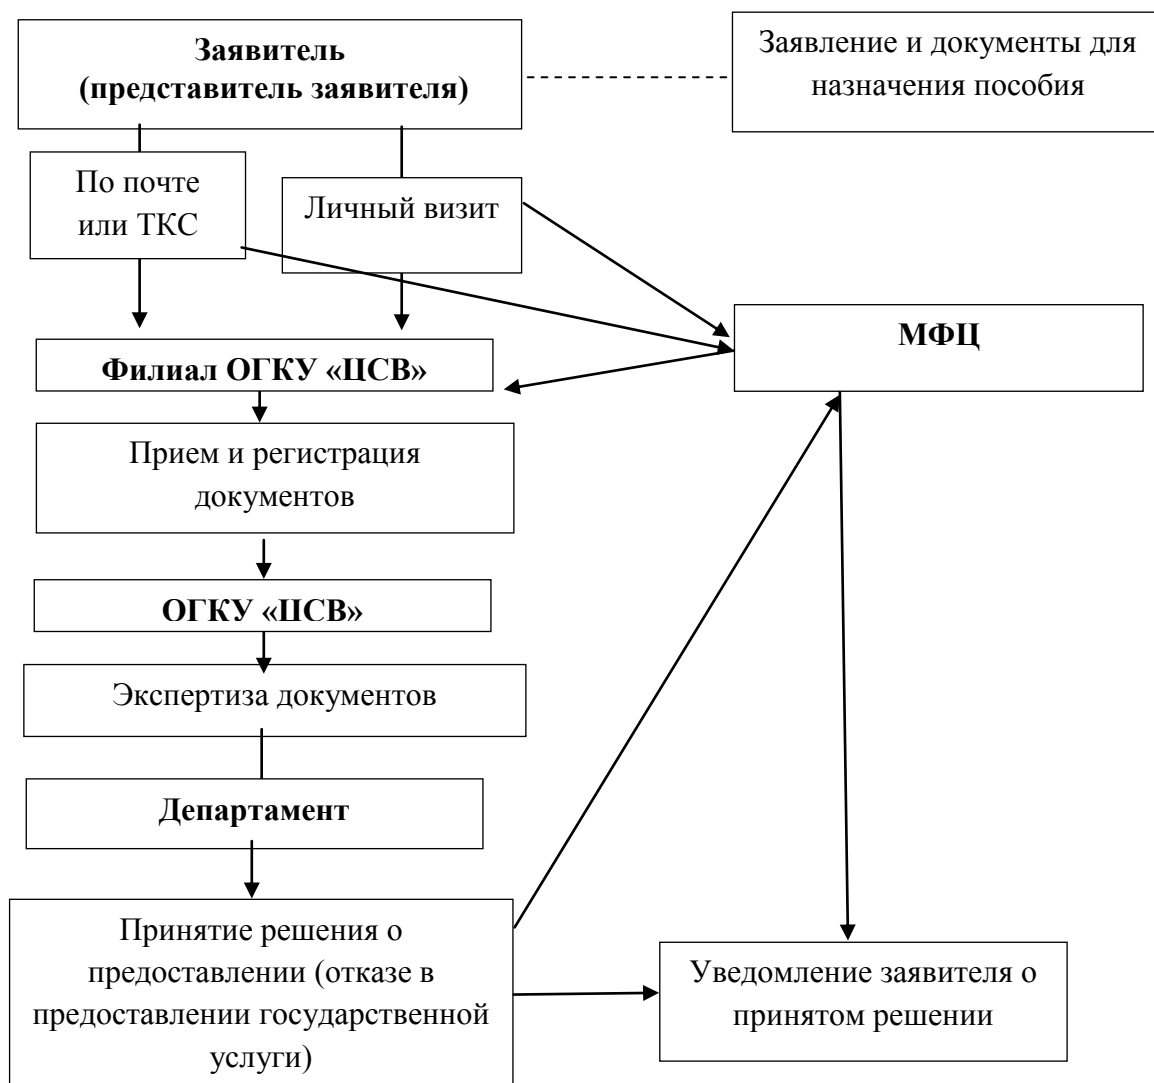 Заявитель
(представитель заявителя)
Заявление и документы для
назначения пособия
По почте
или ТКС
Личный визит
МФЦ
Филиал ОГКУ «ЦСВ»
Прием и регистрация
документов
ОГКУ «ЦСВ»
Экспертиза документов
Департамент
Принятие решения о
предоставлении (отказе в
предоставлении государственной
услуги)
Уведомление заявителя о
принятом решении